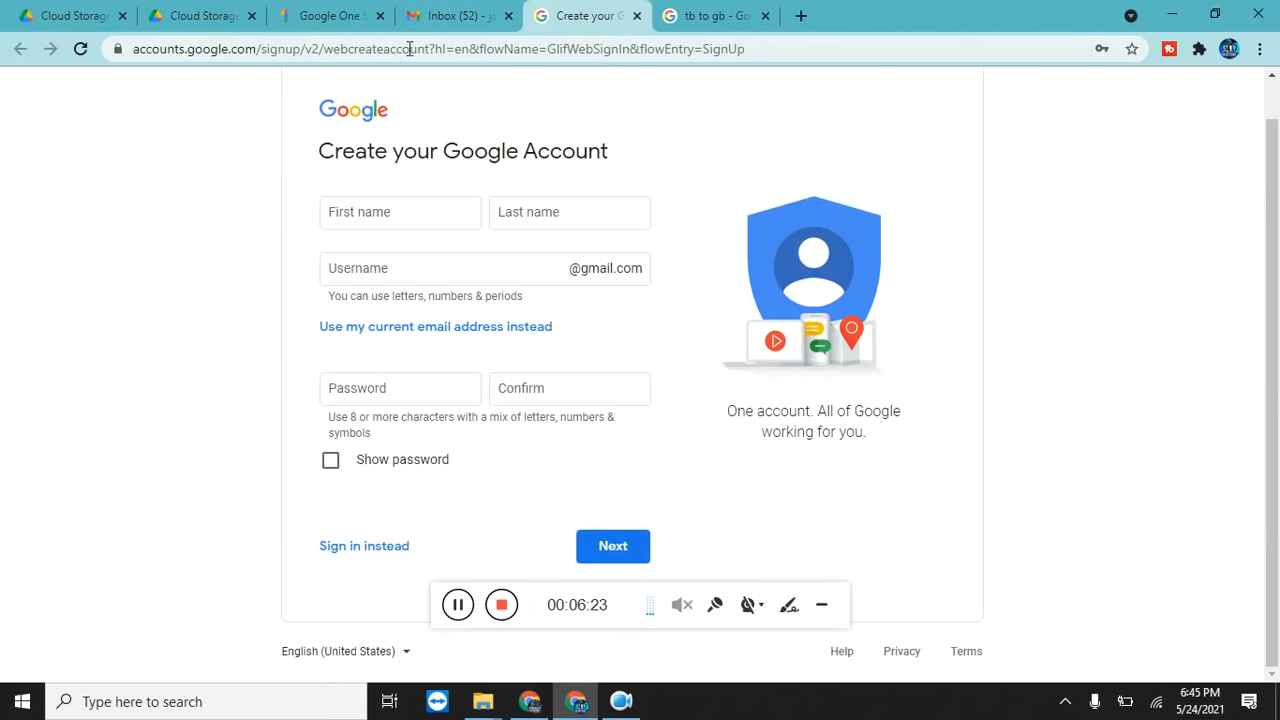 Cloud Storage
Cloud Storage
Google One S
Inbox (52) - jo
Create your G
tb to gb - Go
accounts.google.com/signup/v2/webcreateaccount?hl=en&flowName=GlifWebSignIn&flowEntry=SignUp
Google
Create your Google Account
First name
Last name
Username
@gmail.com
You can use letters, numbers & periods
Use my current email address instead
Password
Confirm
Use 8 or more characters with a mix of letters, numbers &
symbols
Show password
One account. All of Google
working for you.
Sign in instead
Next
00:06:23
English (United States)
Help
Privacy
Terms
Type here to search
6:45 PM
5/24/2021